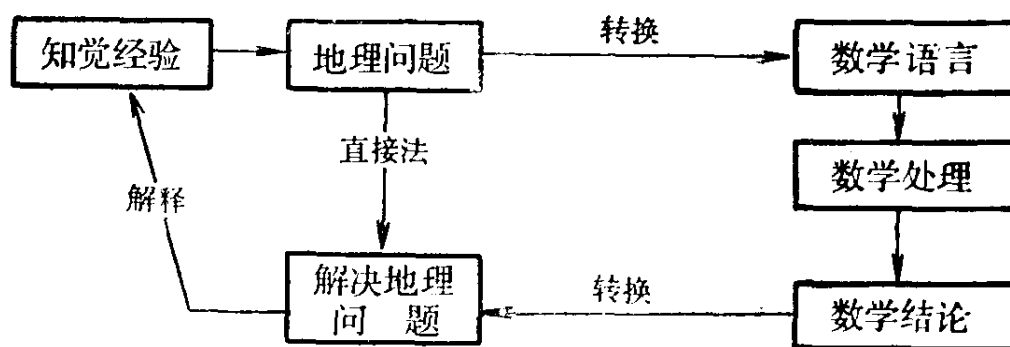 知觉经验
地理问题
转换
数学语言
直接法
数学处理
解释
解决地理
问 题
转换
数学结论